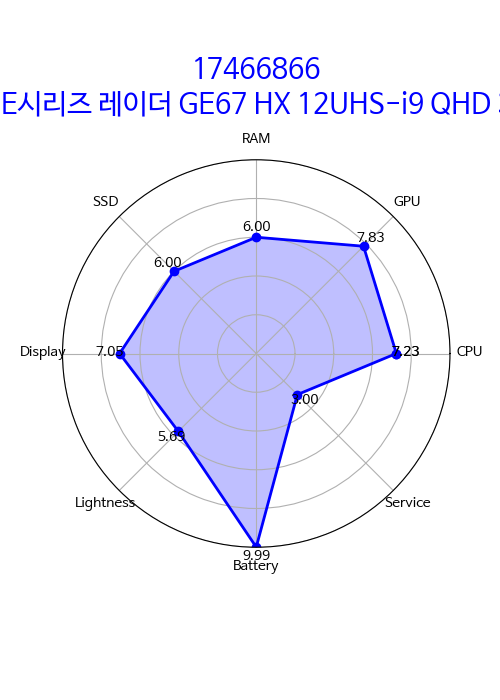 17466866
E시리즈 레이더 GE67 HX 12UHS-i9 QHD
RAM
SSD
GPU
6.00
7.83
6.00
Display
7.05
7.23
CPU
3.00
5.69
Lightness
Service
9.99
Battery